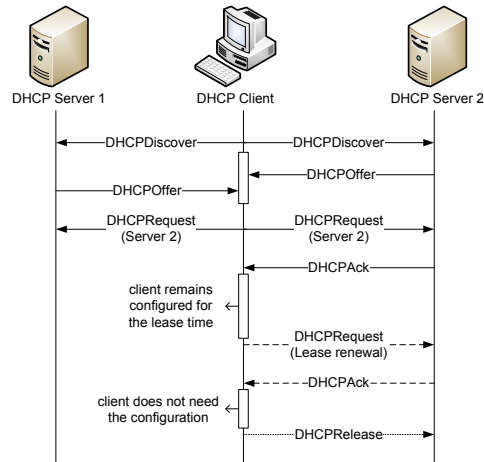 DHCP Server 1
DHCP Client
DHCP Server 2
DHCPDiscover
DHCPDiscover
DHCPOffer
DHCPOffer
DHCPRequest
(Server 2)
DHCPRequest
(Server 2)
DHCPAck
client remains
configured for
the lease time
DHCPRequest
(Lease renewal)
DHCPAck
client does not need
the configuration
DHCPRelease